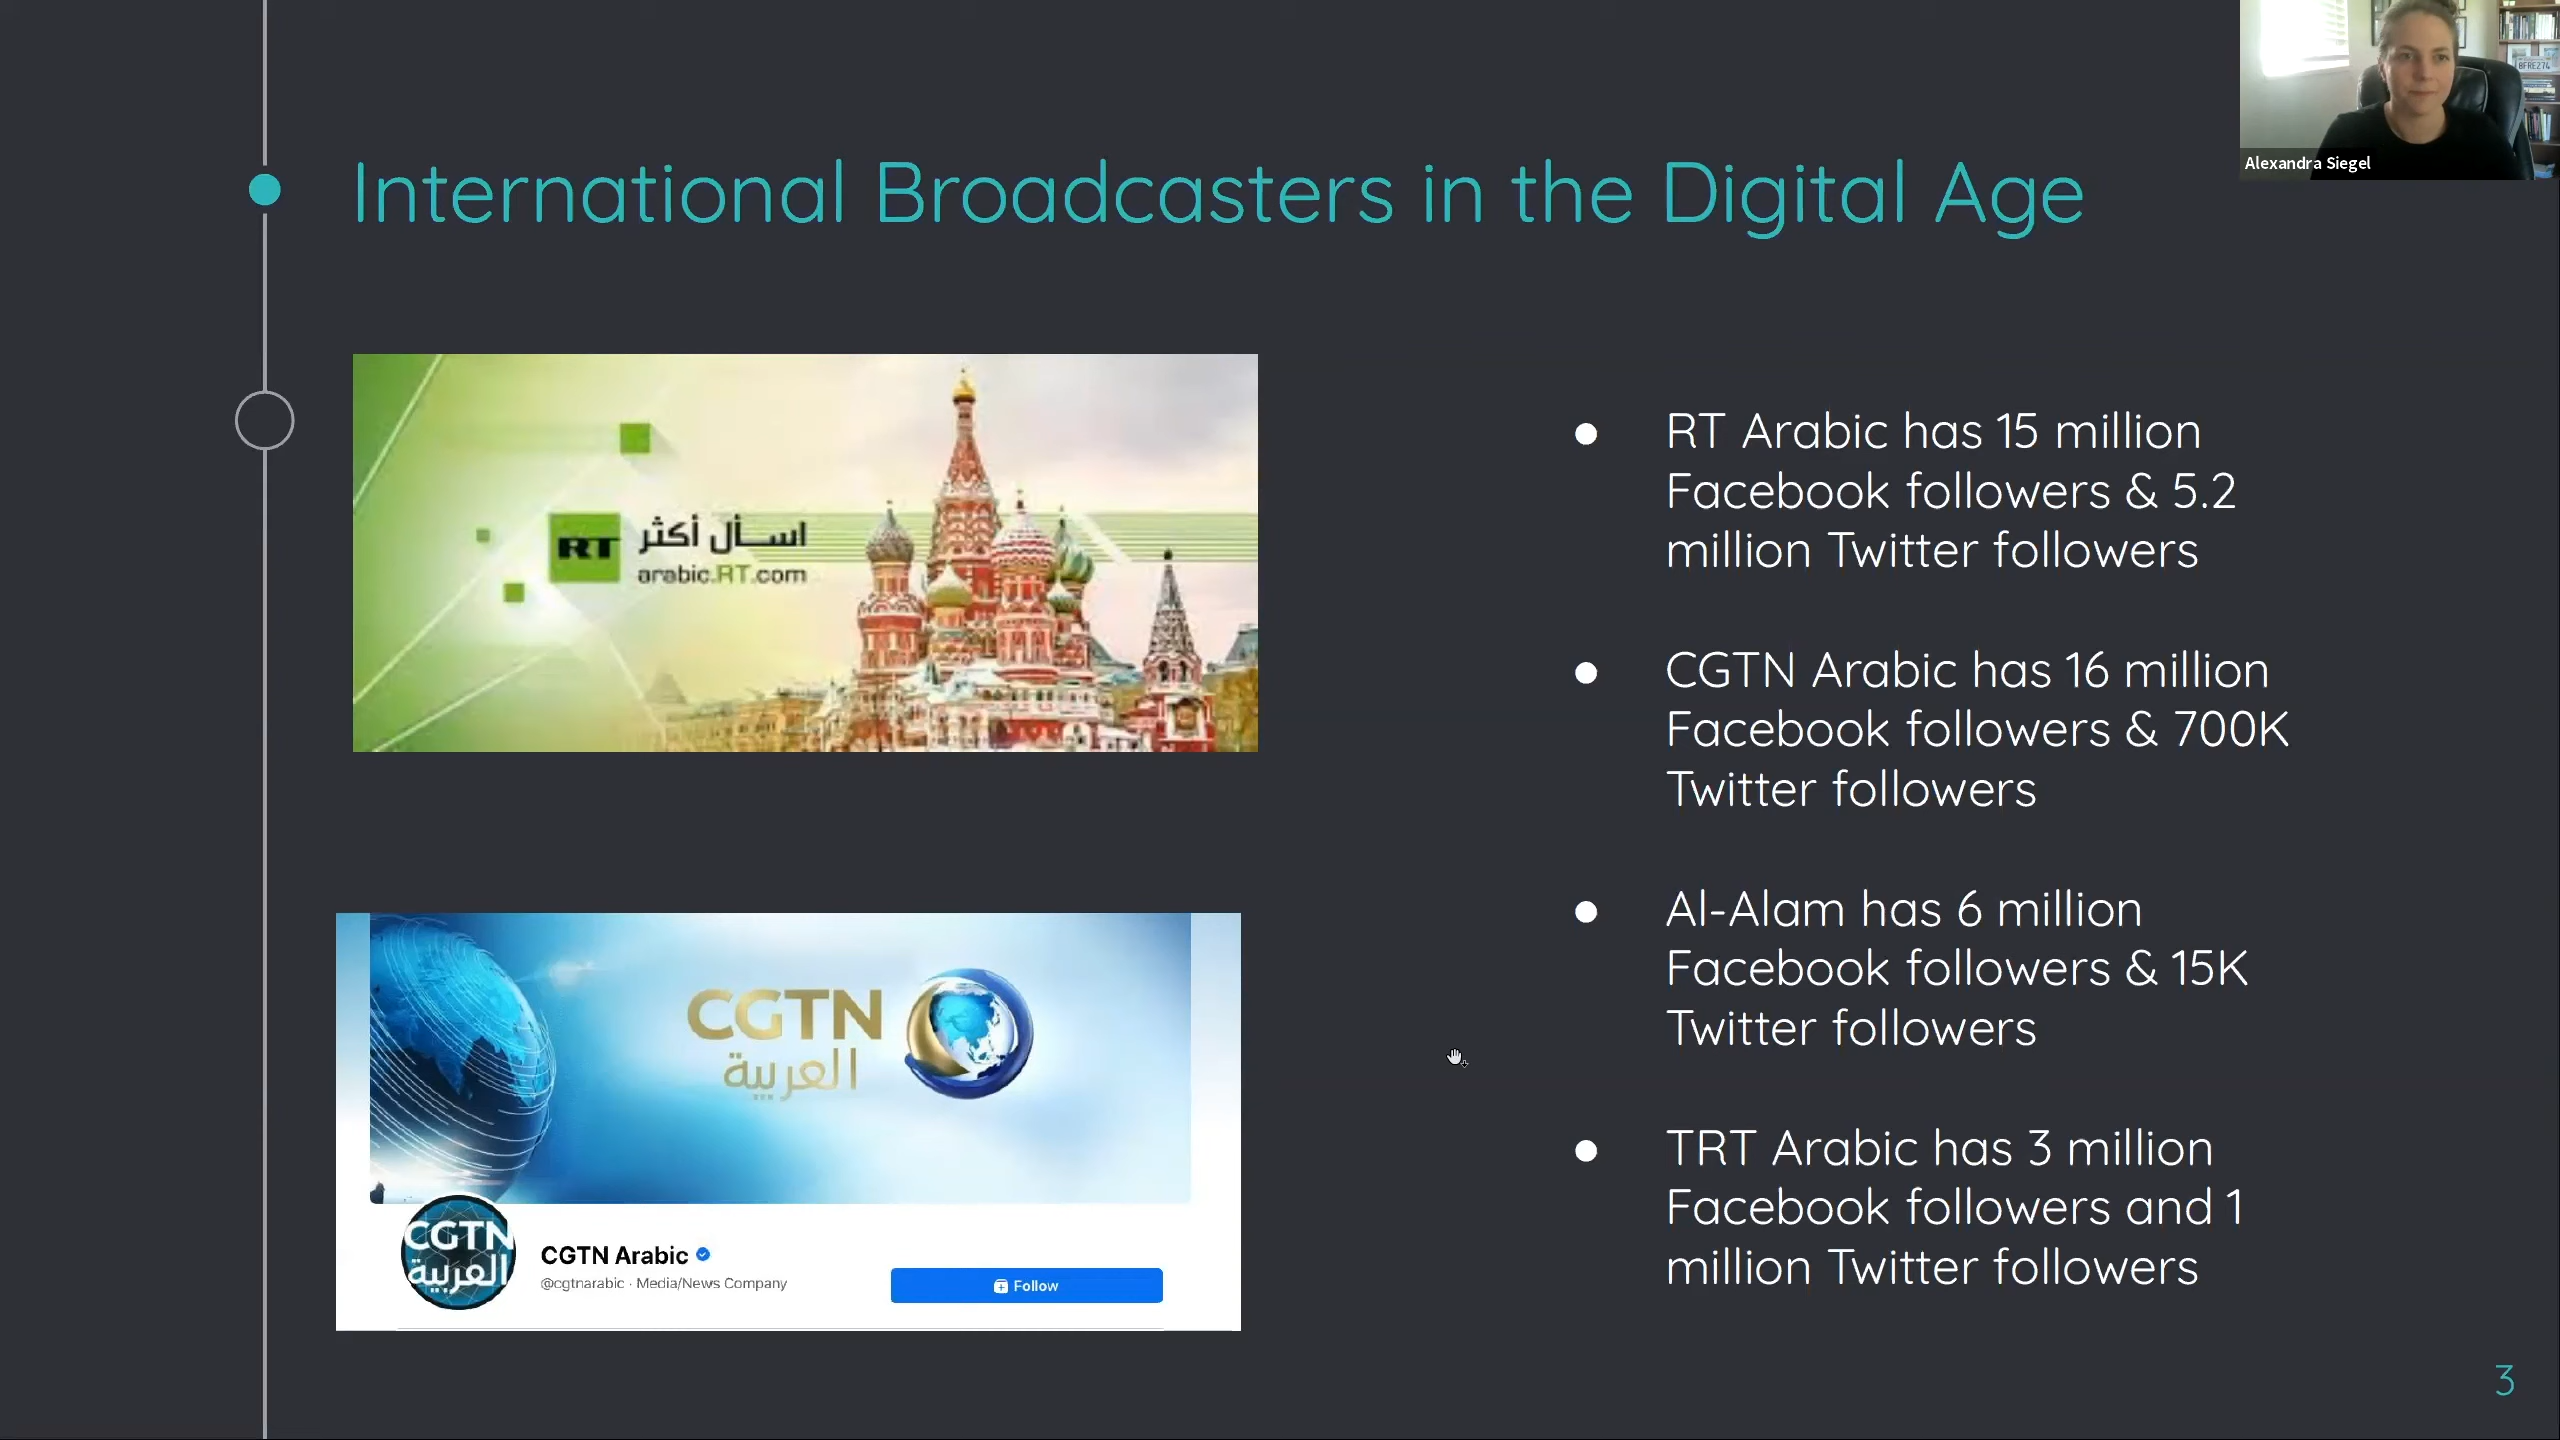 Alexandra Siegel
International Broadcasters in the Digital Age
RT اسأل أكثر
arabic.RT.com
● RT Arabic has 15 million
Facebook followers & 5.2
million Twitter followers
● CGTN Arabic has 16 million
Facebook followers & 700K
Twitter followers
● Al-Alam has 6 million
Facebook followers & 15K
Twitter followers
● TRT Arabic has 3 million
Facebook followers and 1
million Twitter followers
CGTN
العربية
CGTN
العربية
CGTN Arabic
@cgtnarabic · Media/News Company
Follow
3